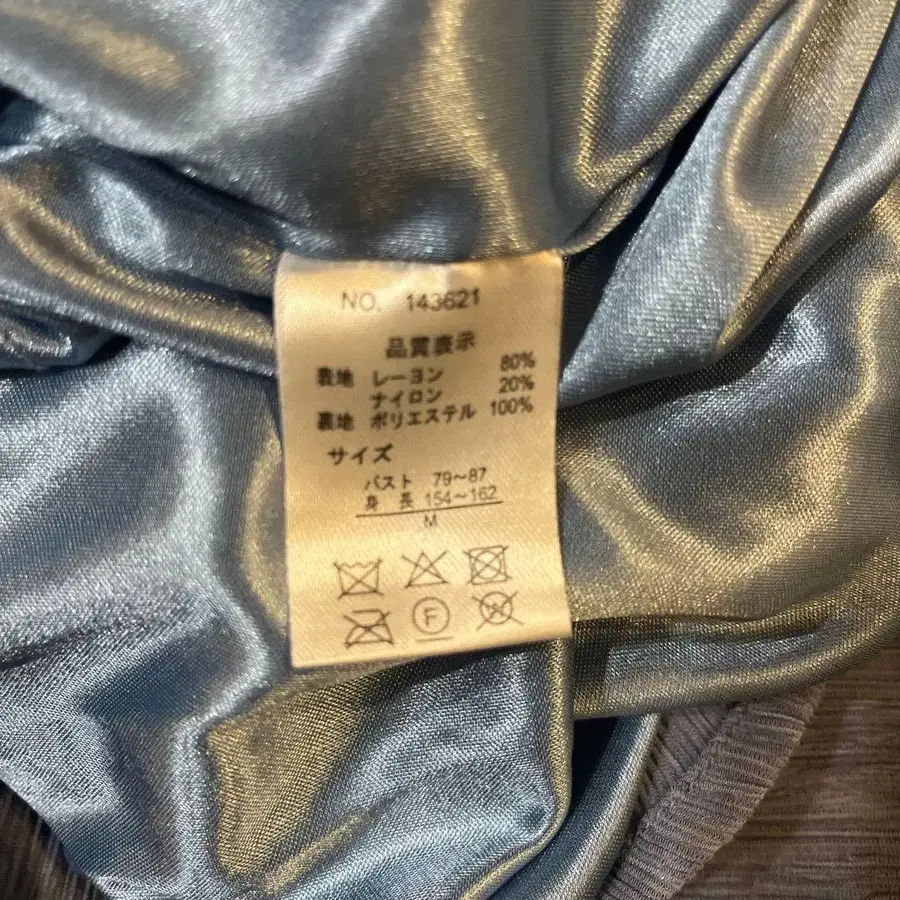 NO. 143621
品質表示
表地 レーヨン 80%
ナイロン 20%
裏地 ポリエステル 100%
サイズ
バスト 79~87
身長 154~162
M
F
W